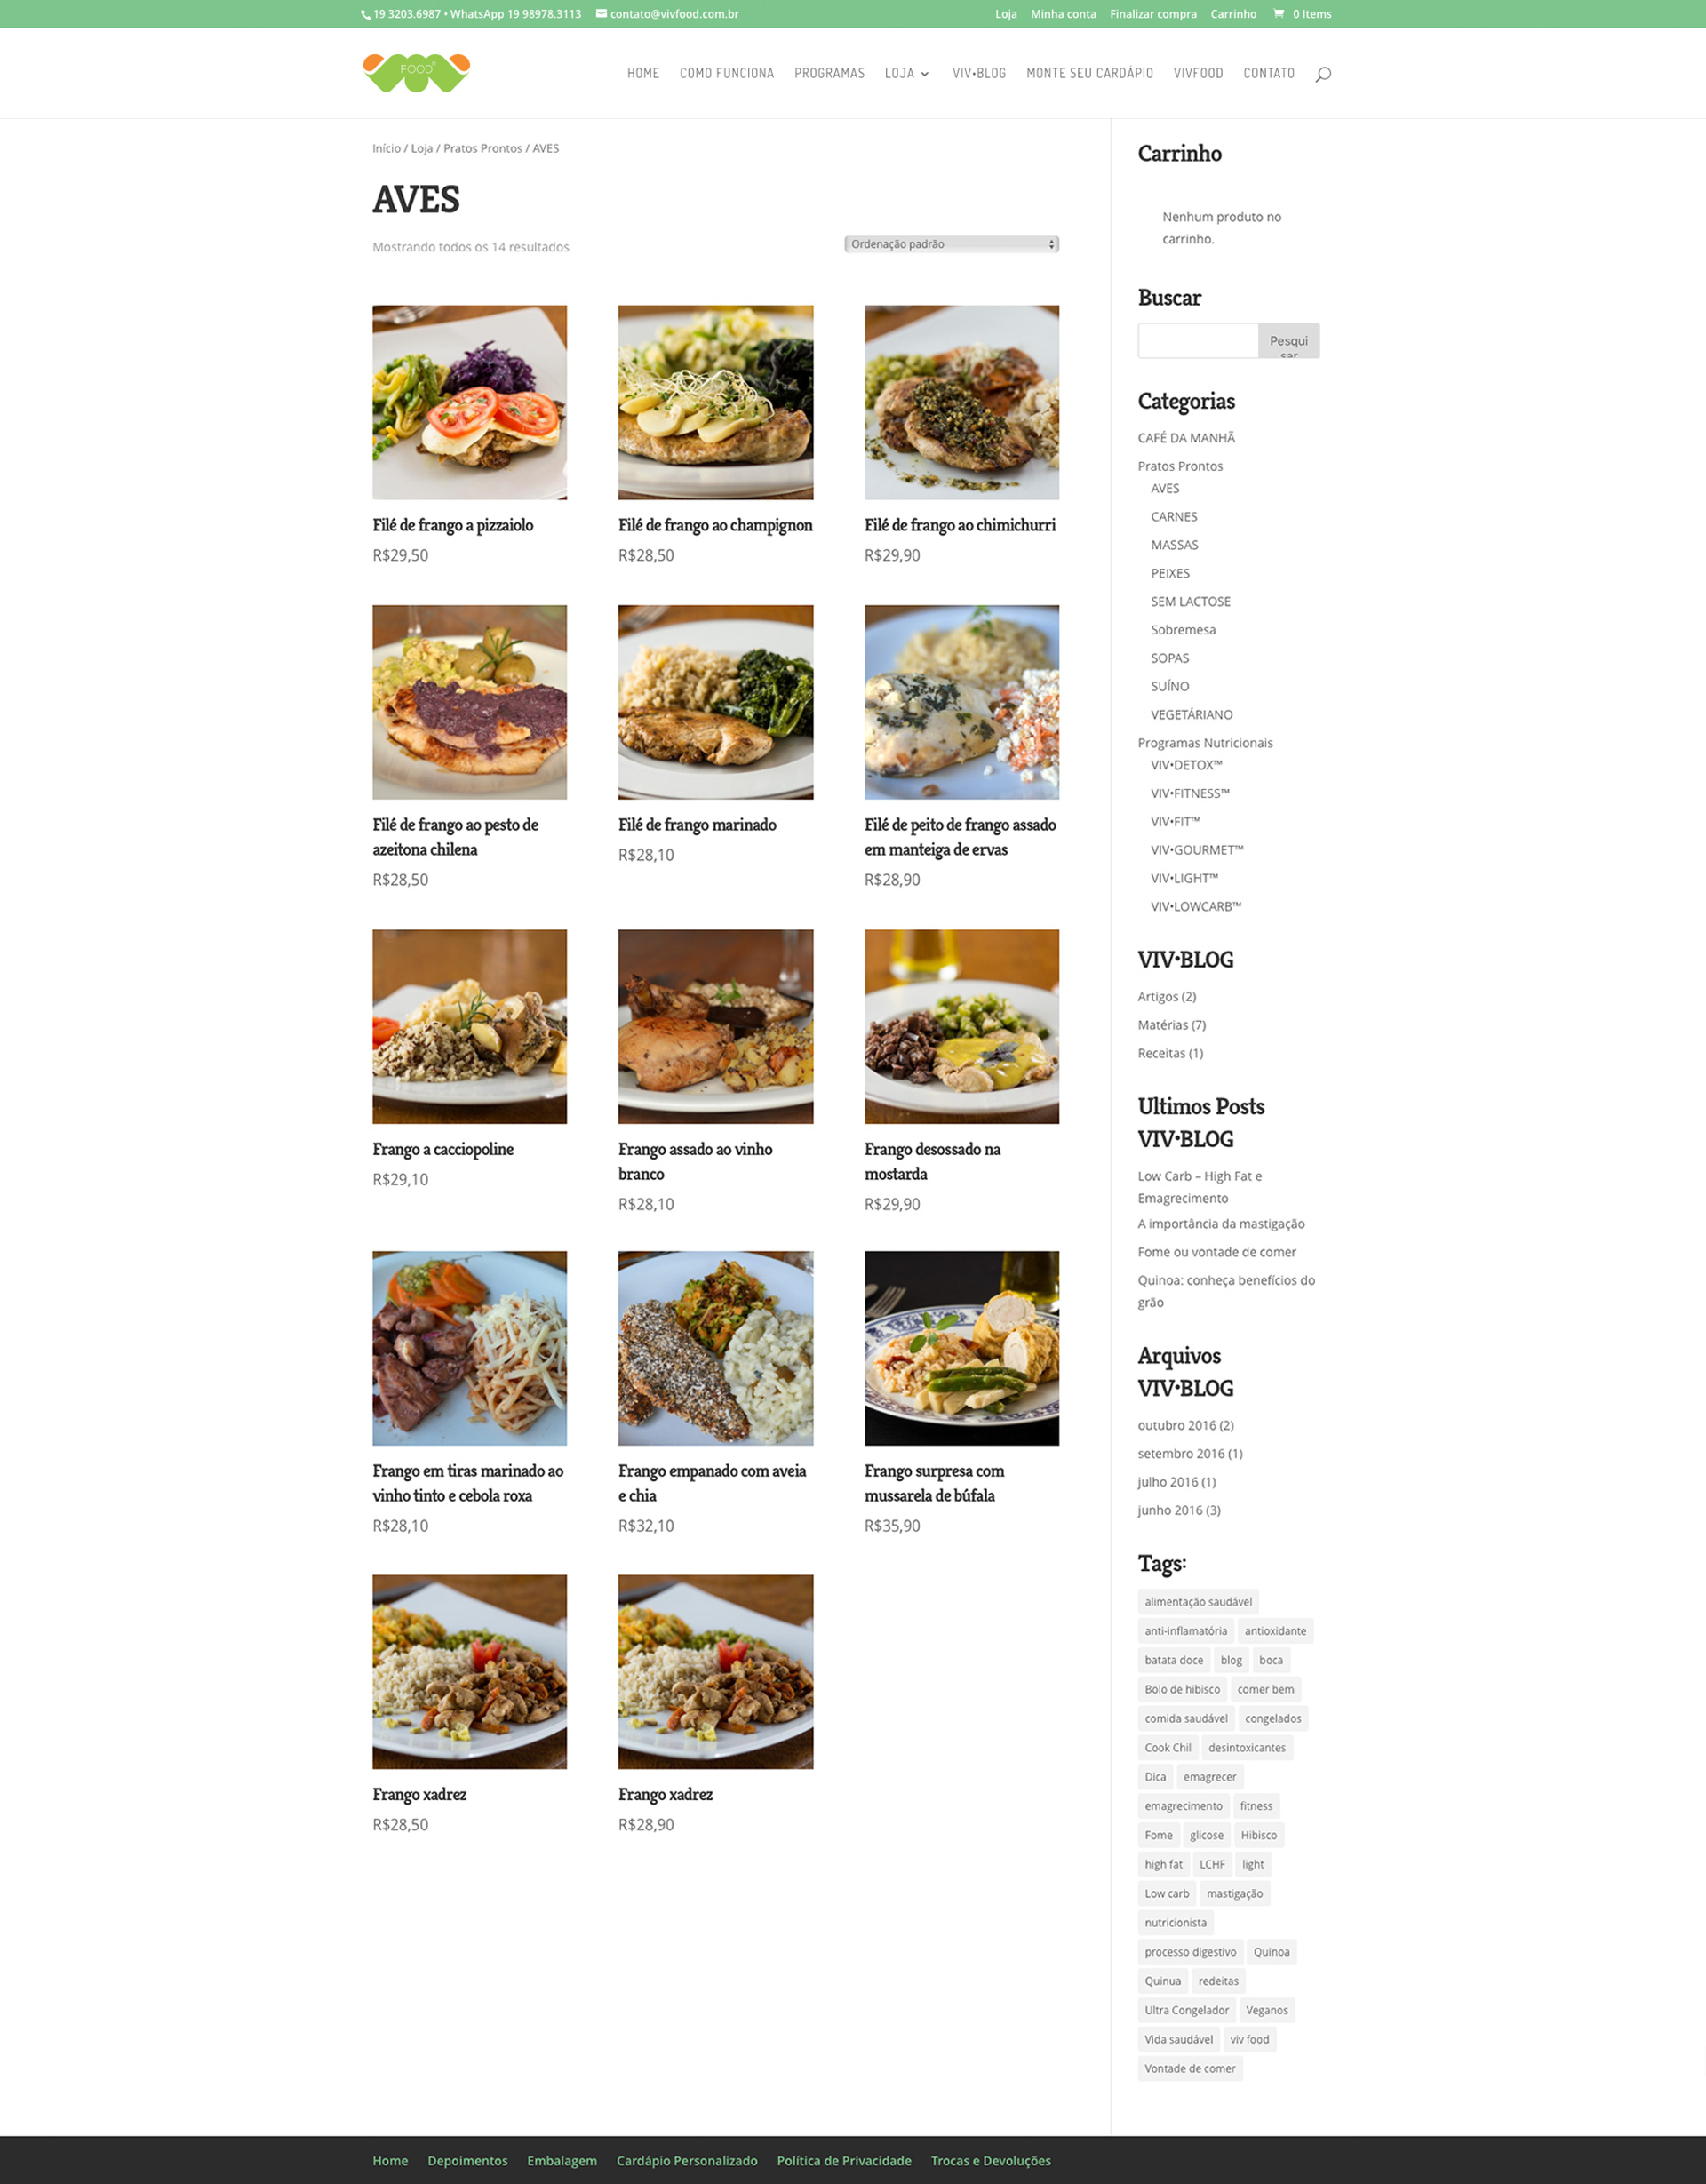 19 3203.6987 • WhatsApp 19 98978.3113 contato@vivfood.com.br Loja Minha conta Finalizar compra Carrinho 0 Items
FOOD®
HOME COMO FUNCIONA PROGRAMAS LOJA VIV•BLOG MONTE SEU CARDÁPIO VIVFOOD CONTATO
Início / Loja / Pratos Prontos / AVES
AVES
Mostrando todos os 14 resultados
Ordenação padrão
Filé de frango a pizzaiolo
R$29,50
Filé de frango ao champignon
R$28,50
Filé de frango ao chimichurri
R$29,90
Filé de frango ao pesto de
azeitona chilena
R$28,50
Filé de frango marinado
R$28,10
Filé de peito de frango assado
em manteiga de ervas
R$28,90
Frango a cacciopoline
R$29,10
Frango assado ao vinho
branco
R$28,10
Frango desossado na
mostarda
R$29,90
Frango em tiras marinado ao
vinho tinto e cebola roxa
R$28,10
Frango empanado com aveia
e chia
R$32,10
Frango surpresa com
mussarela de búfala
R$35,90
Frango xadrez
R$28,50
Frango xadrez
R$28,90
Carrinho
Nenhum produto no
carrinho.
Buscar
Pesqui
sar
Categorias
CAFÉ DA MANHÃ
Pratos Prontos
AVES
CARNES
MASSAS
PEIXES
SEM LACTOSE
Sobremesa
SOPAS
SUÍNO
VEGETÁRIANO
Programas Nutricionais
VIV•DETOX™
VIV•FITNESS™
VIV•FIT™
VIV•GOURMET™
VIV•LIGHT™
VIV•LOWCARB™
VIV•BLOG
Artigos (2)
Matérias (7)
Receitas (1)
Ultimos Posts
VIV•BLOG
Low Carb – High Fat e
Emagrecimento
A importância da mastigação
Fome ou vontade de comer
Quinoa: conheça benefícios do
grão
Arquivos
VIV•BLOG
outubro 2016 (2)
setembro 2016 (1)
julho 2016 (1)
junho 2016 (3)
Tags:
alimentação saudável
anti-inflamatória antioxidante
batata doce blog boca
Bolo de hibisco comer bem
comida saudável congelados
Cook Chil desintoxicantes
Dica emagrecer
emagrecimento fitness
Fome glicose Hibisco
high fat LCHF light
Low carb mastigação
nutricionista
processo digestivo Quinoa
Quinua redeitas
Ultra Congelador Veganos
Vida saudável viv food
Vontade de comer
Home Depoimentos Embalagem Cardápio Personalizado Política de Privacidade Trocas e Devoluções